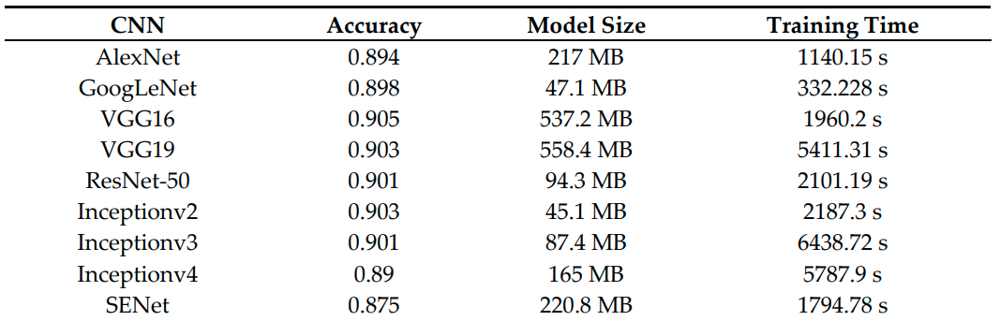 CNN Accuracy Model Size Training Time
AlexNet 0.894 217 MB 1140.15 s
GoogLeNet 0.898 47.1 MB 332.228 s
VGG16 0.905 537.2 MB 1960.2 s
VGG19 0.903 558.4 MB 5411.31 s
ResNet-50 0.901 94.3 MB 2101.19 s
Inceptionv2 0.903 45.1 MB 2187.3 s
Inceptionv3 0.901 87.4 MB 6438.72 s
Inceptionv4 0.89 165 MB 5787.9 s
SENet 0.875 220.8 MB 1794.78 s